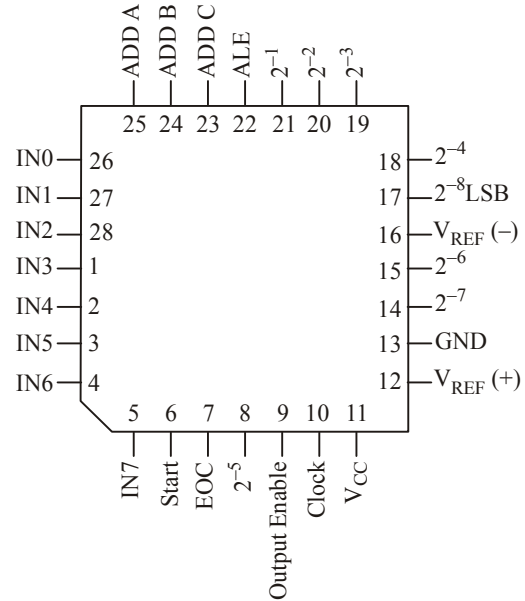 ADD A
ADD B
ADD C
ALE
2⁻¹
2⁻²
2⁻³
25 24 23 22 21 20 19
IN0 26
IN1 27
IN2 28
IN3 1
IN4 2
IN5 3
IN6 4
18 2⁻⁴
17 2⁻⁸LSB
16 V_REF (−)
15 2⁻⁶
14 2⁻⁷
13 GND
12 V_REF (+)
5 6 7 8 9 10 11
IN7
Start
EOC
2⁻⁵
Output Enable
Clock
VCC